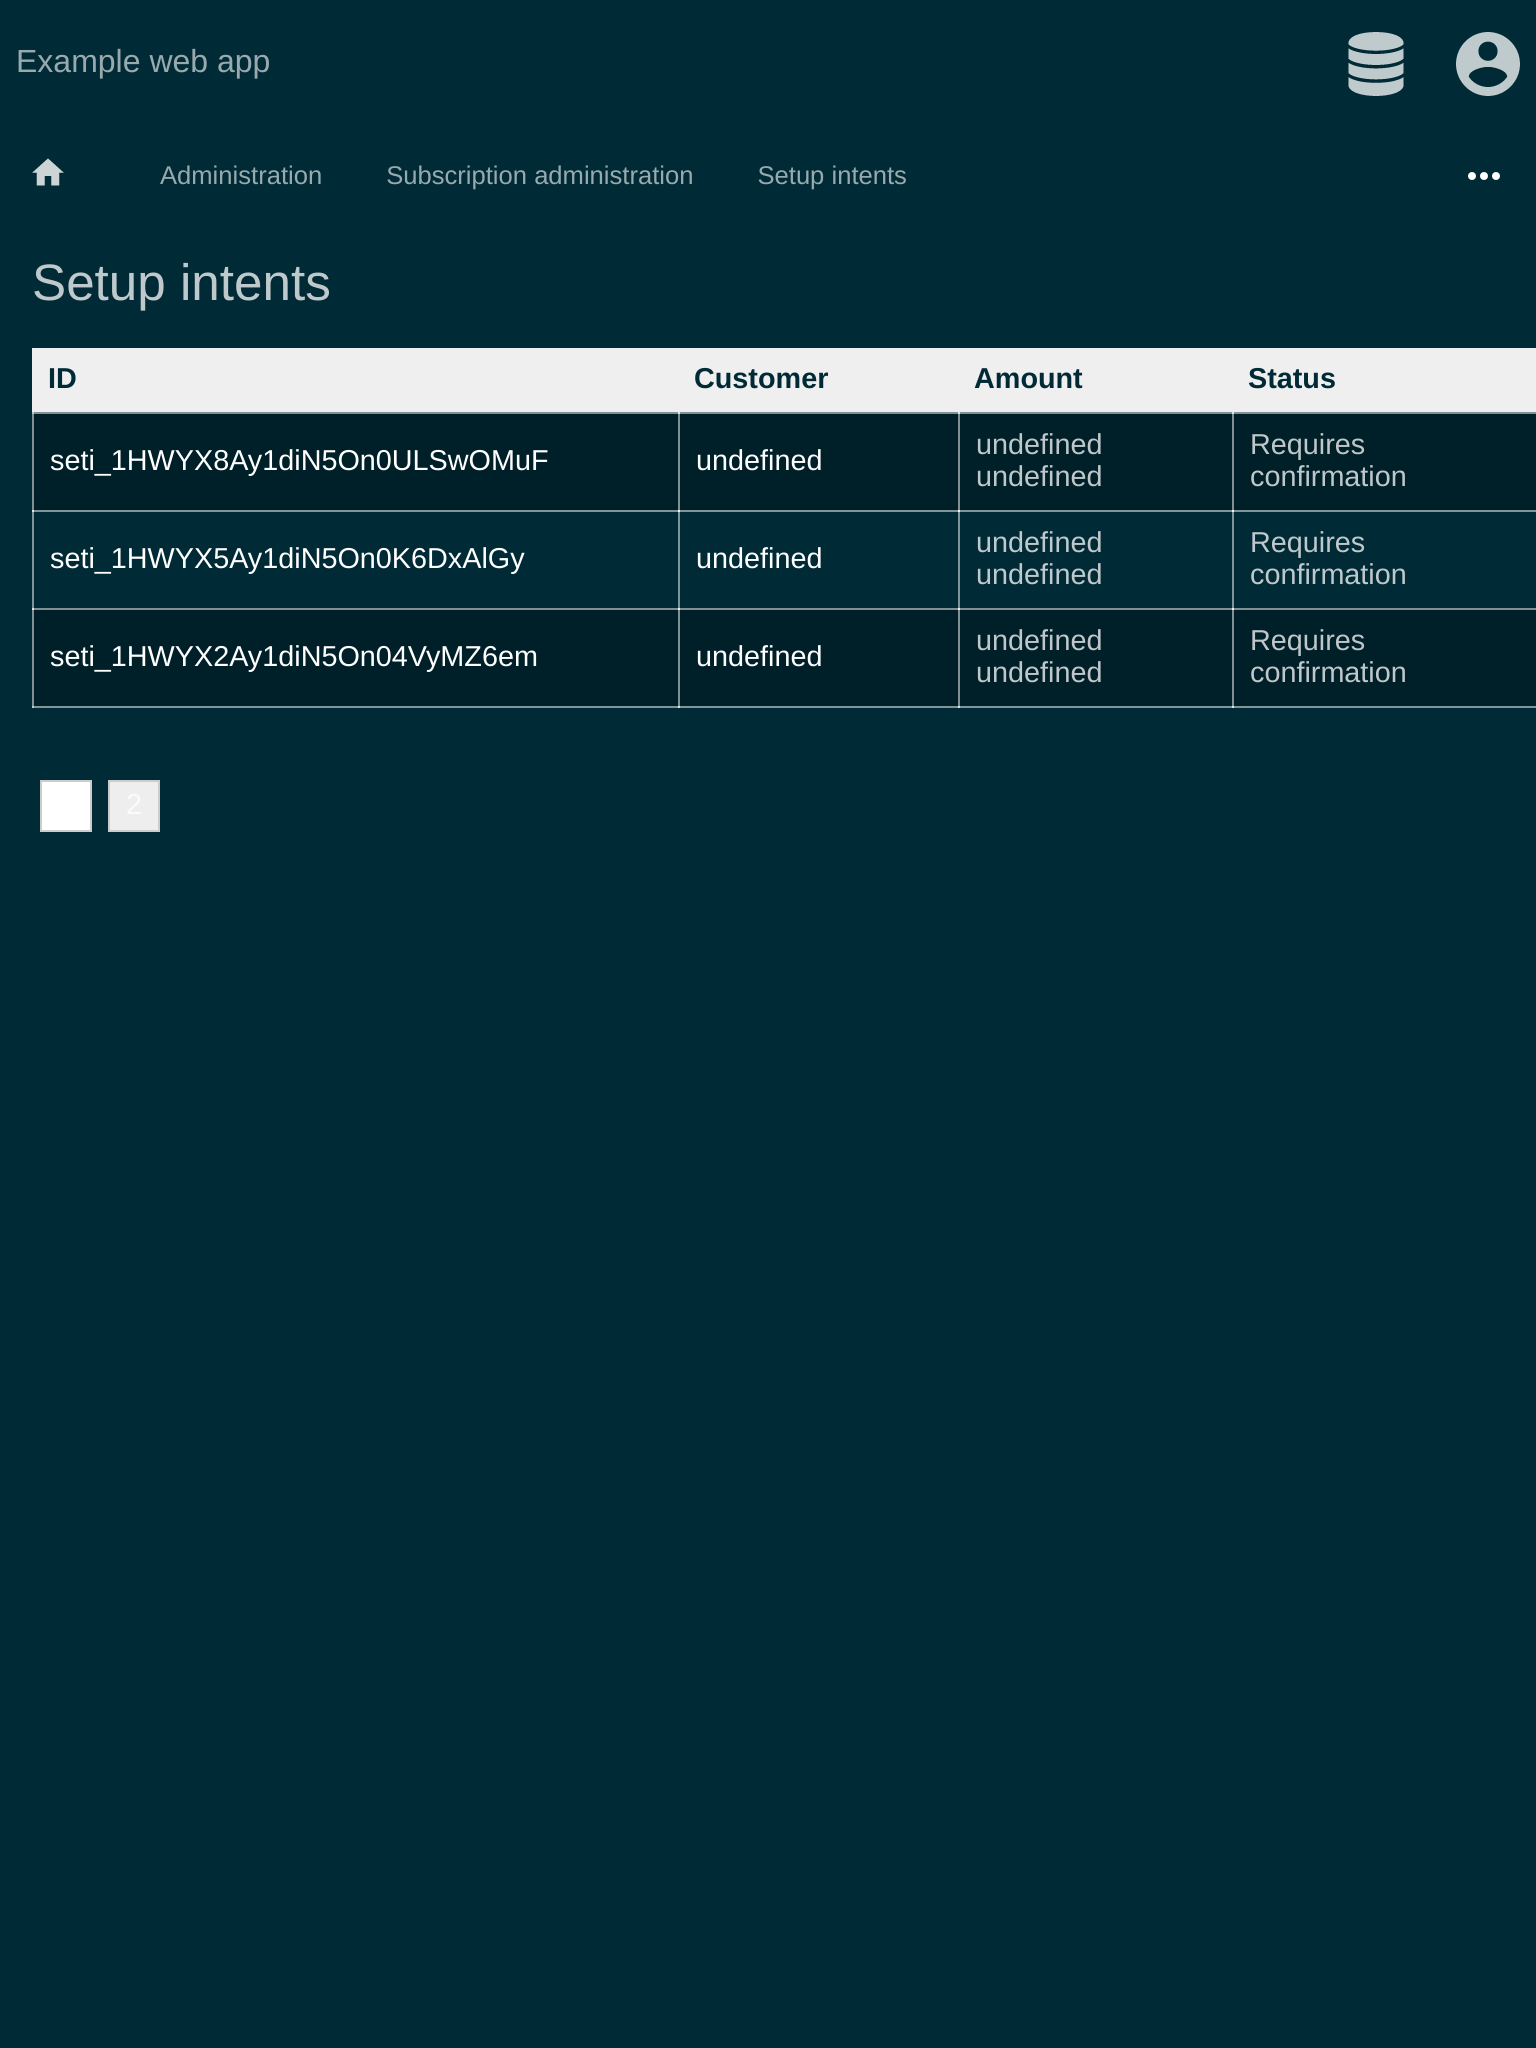 Example web app
Administration Subscription administration Setup intents
Setup intents
ID Customer Amount Status
seti_1HWYX8Ay1diN5On0ULSwOMuF undefined undefined undefined Requires confirmation
seti_1HWYX5Ay1diN5On0K6DxAlGy undefined undefined undefined Requires confirmation
seti_1HWYX2Ay1diN5On04VyMZ6em undefined undefined undefined Requires confirmation
2